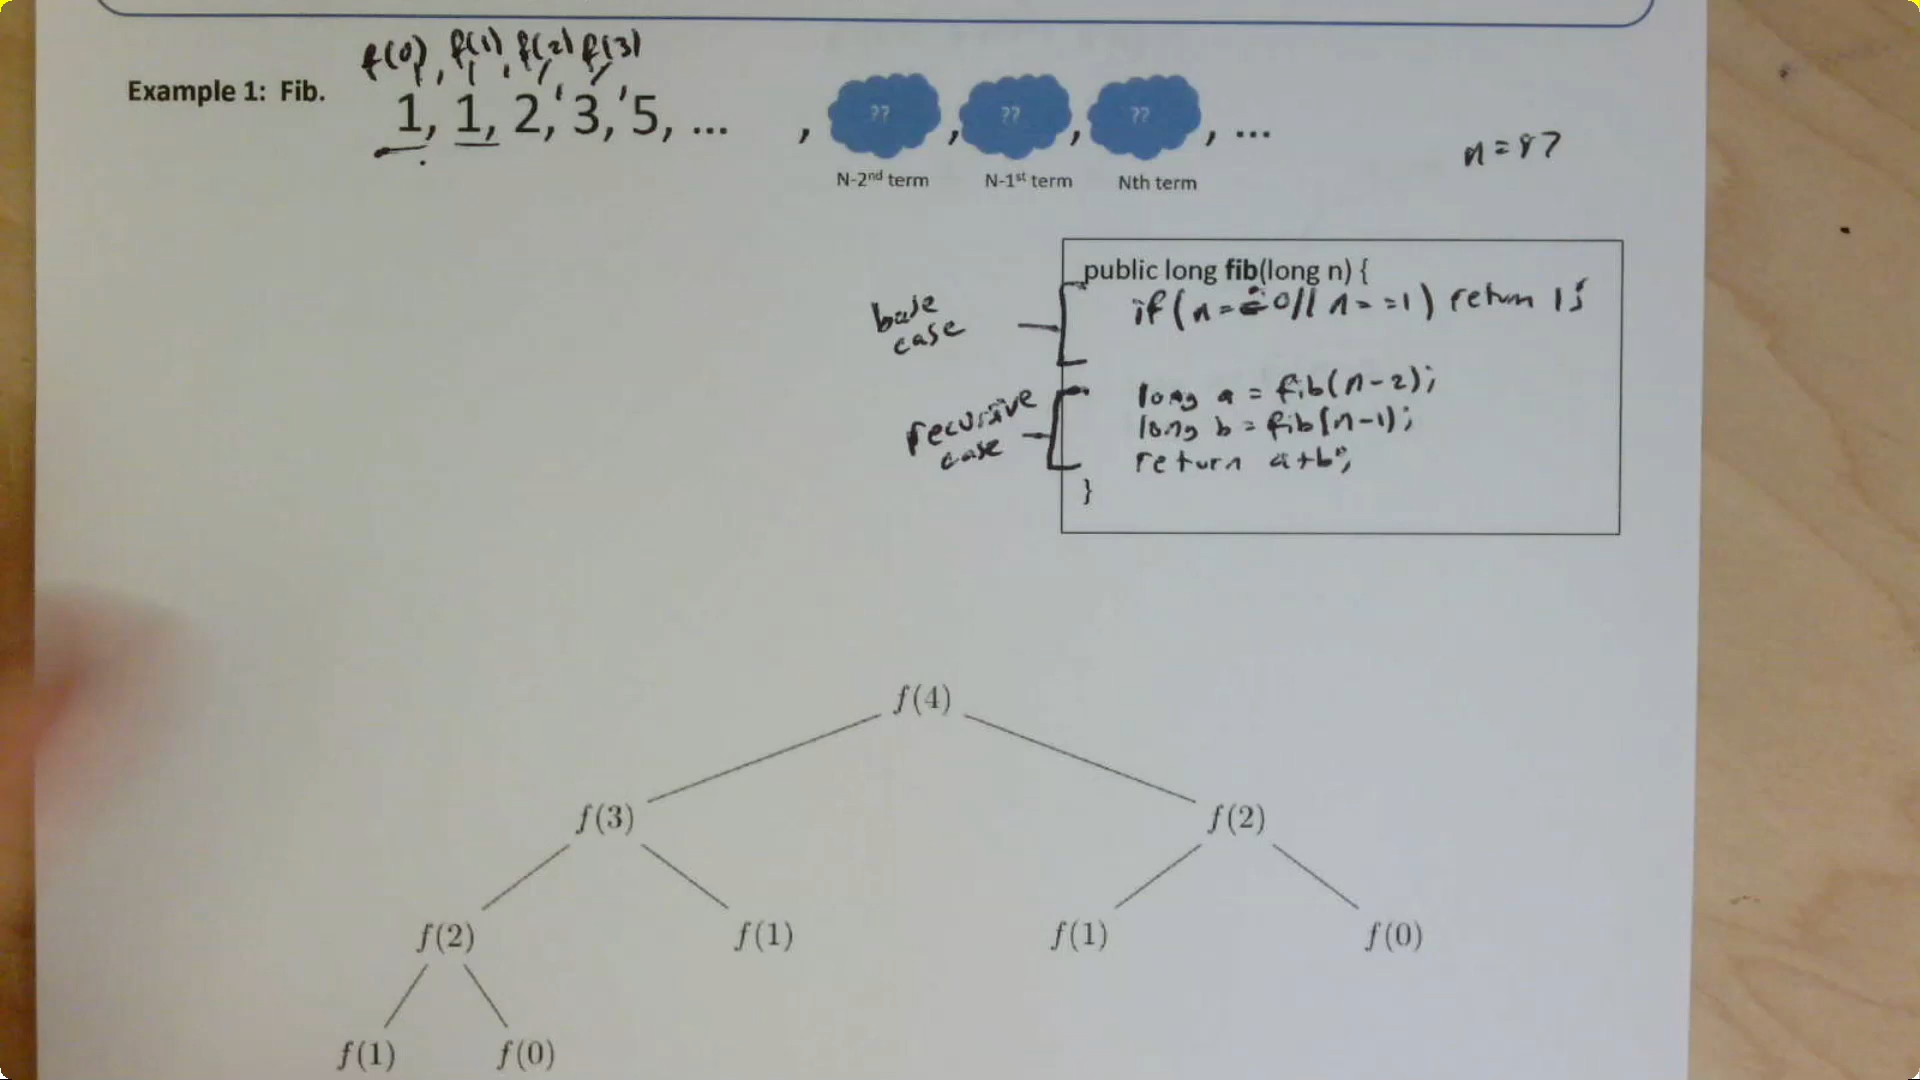 f(0), f(1), f(2), f(3),
Example 1: Fib. 1, 1, 2, 3, 5, ... , ?? , ?? , ?? , ...
N-2nd term N-1st term Nth term
n=87
public long fib(long n) {
if (n==0 || n==1) return 1;
base
case
long a = fib(n-2);
long b = fib(n-1);
return a+b;
recursive
case
}
f(4)
f(3) f(2)
f(2) f(1) f(1) f(0)
f(1) f(0)